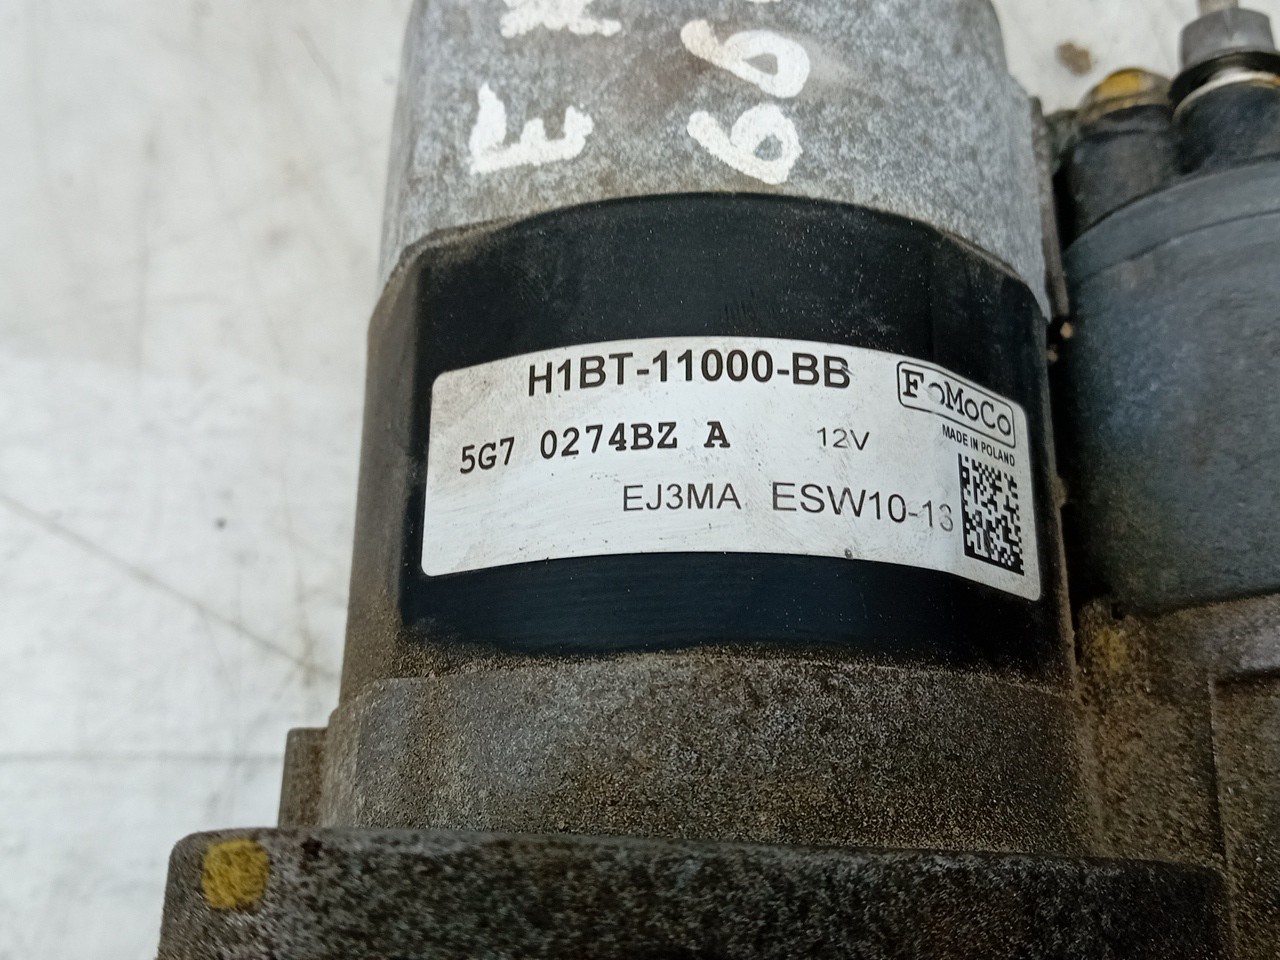 H1BT-11000-BB
FoMoCo
5G7 0274BZ A 12V
MADE IN POLAND
EJ3MA ESW10-13